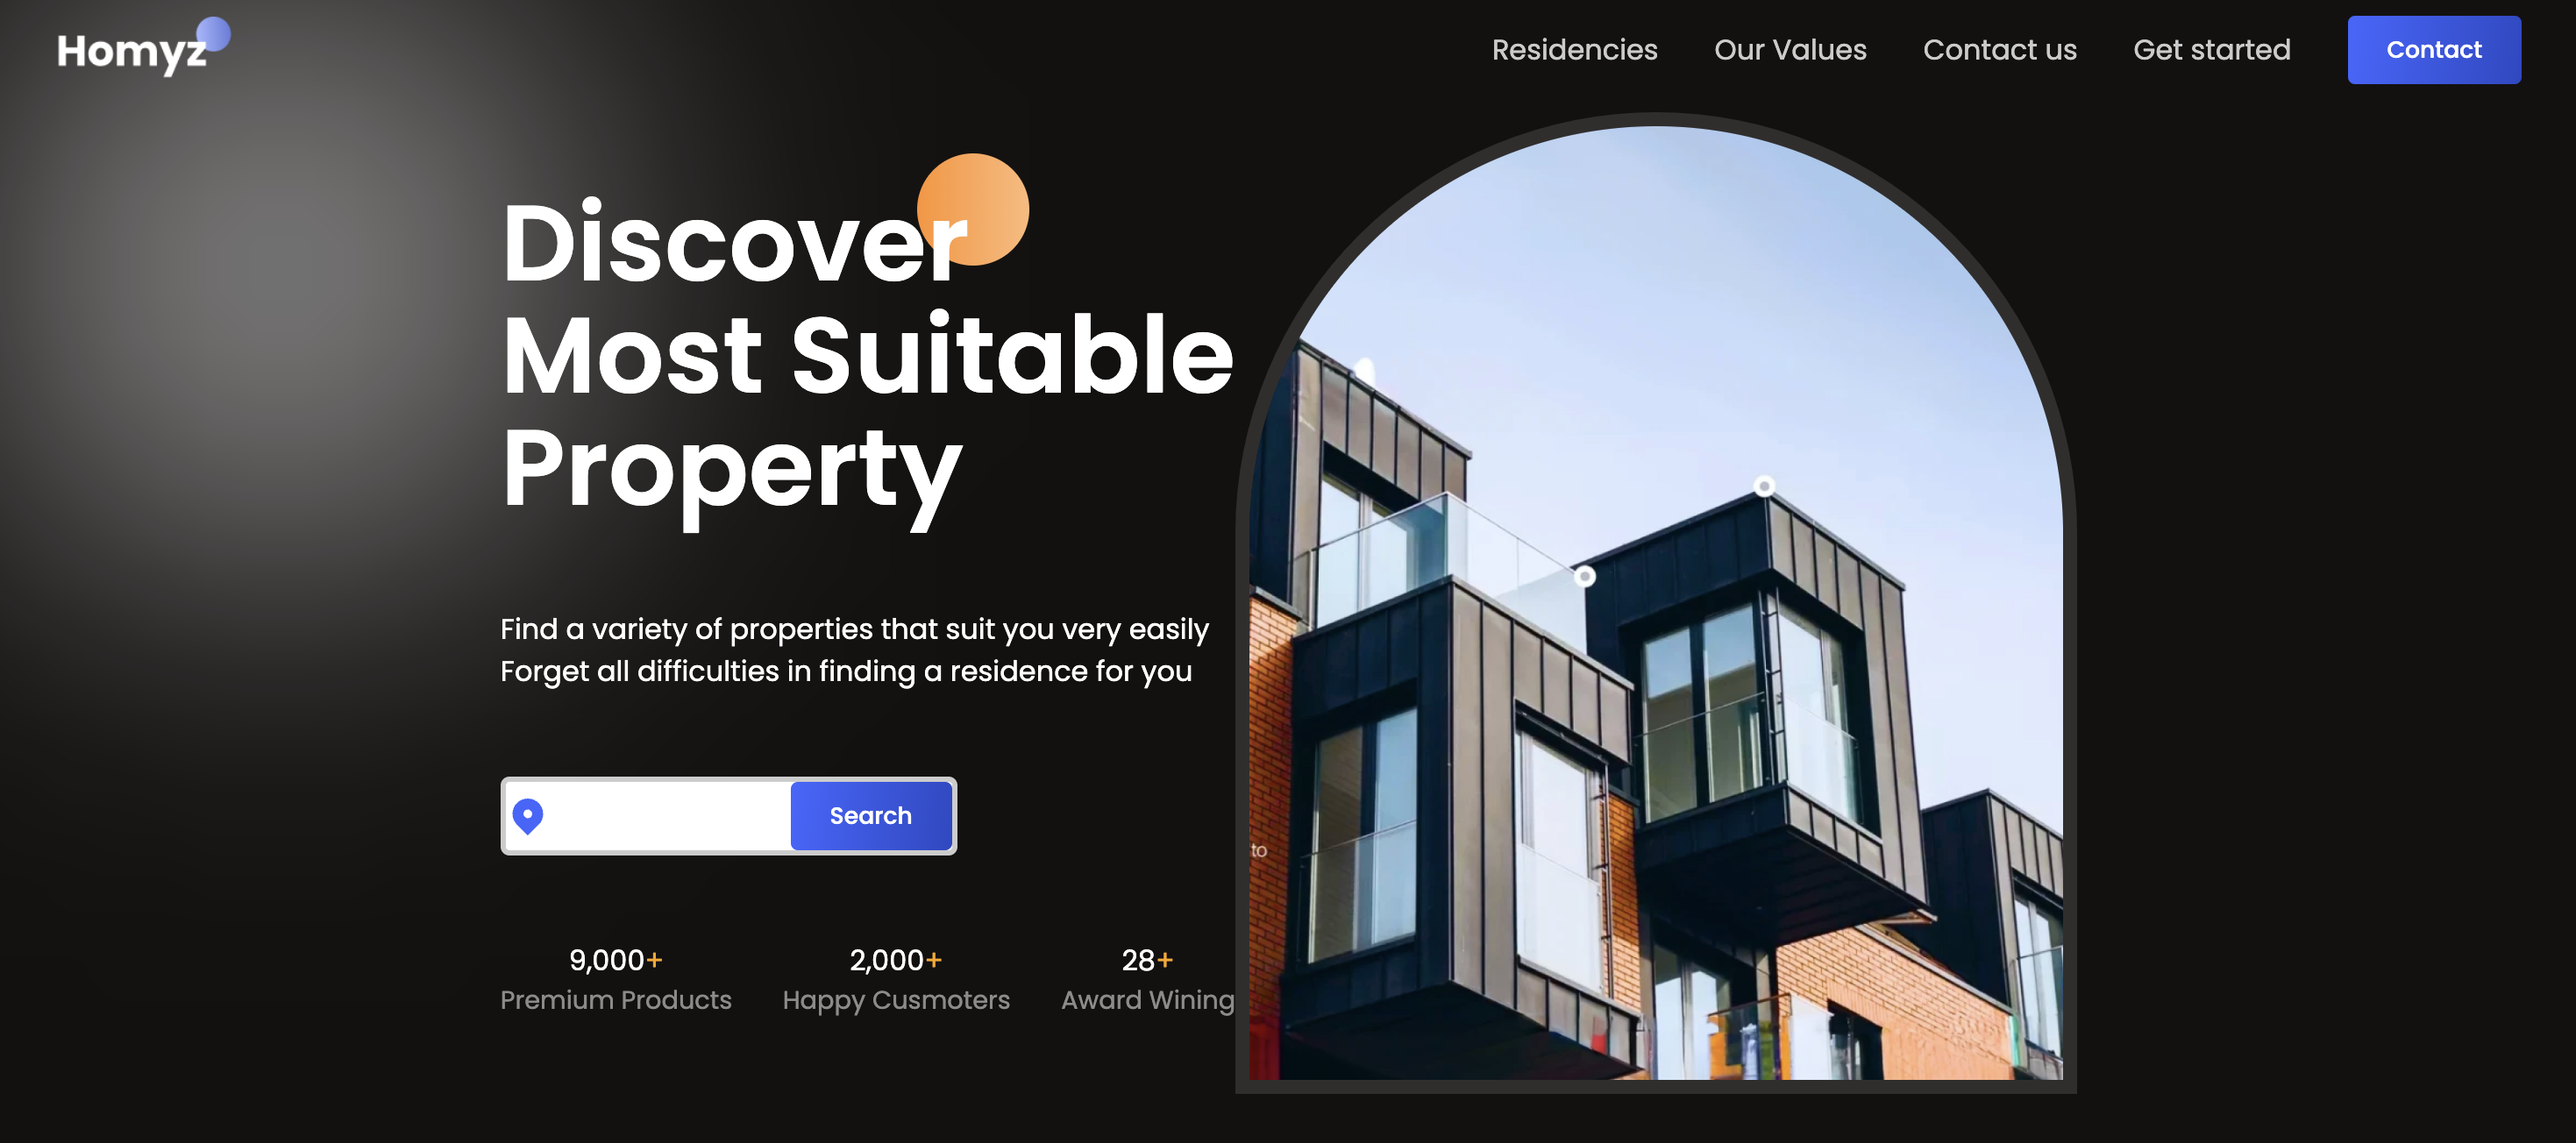 Homyz
Residencies
Our Values
Contact us
Get started
Contact
Discover
Most Suitable
Property
Find a variety of properties that suit you very easily
Forget all difficulties in finding a residence for you
Search
to
9,000+
2,000+
28+
Premium Products
Happy Cusmoters
Award Wining